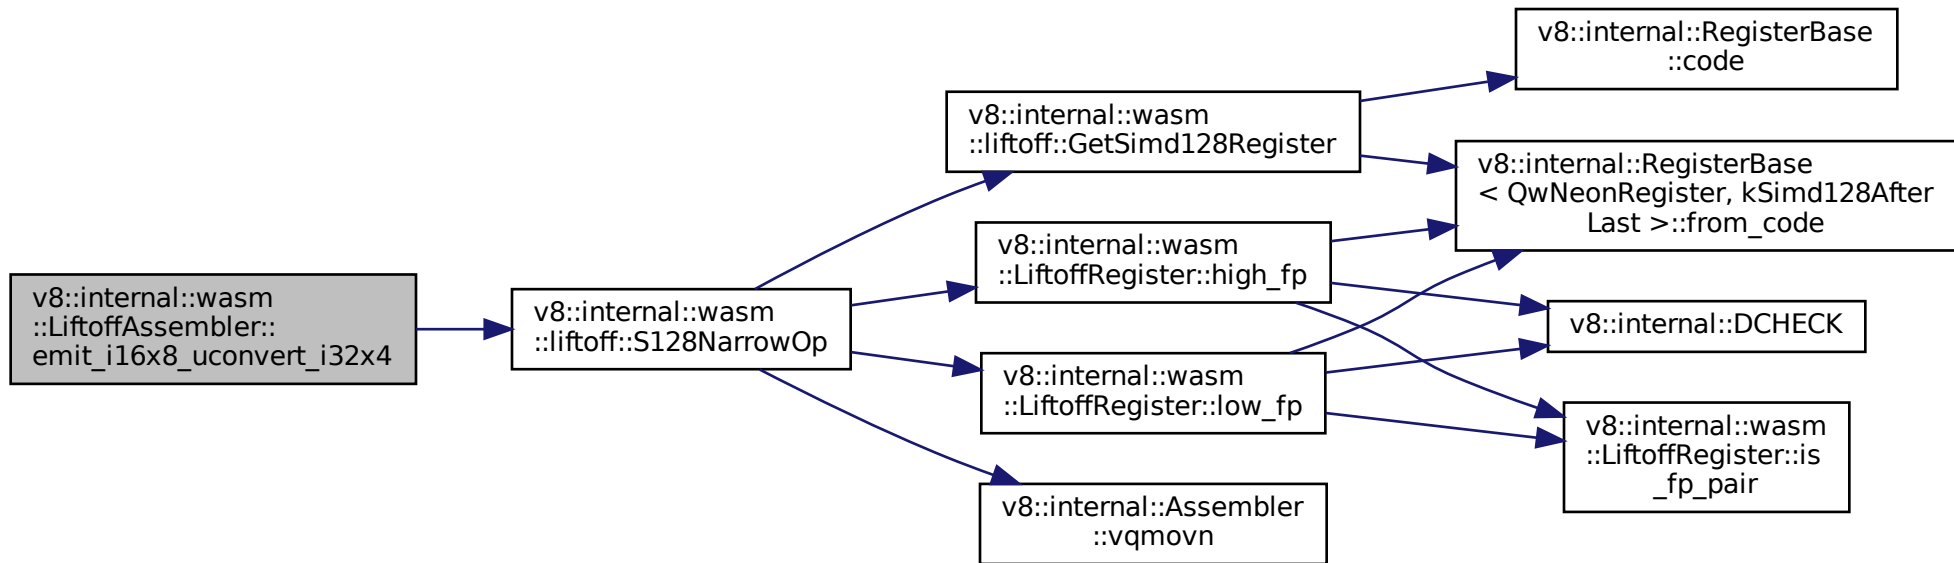 v8::internal::wasm
::LiftoffAssembler::
emit_i16x8_uconvert_i32x4
v8::internal::wasm
::liftoff::S128NarrowOp
v8::internal::wasm
::liftoff::GetSimd128Register
v8::internal::wasm
::LiftoffRegister::high_fp
v8::internal::wasm
::LiftoffRegister::low_fp
v8::internal::Assembler
::vqmovn
v8::internal::RegisterBase
::code
v8::internal::RegisterBase
< QwNeonRegister, kSimd128After
Last >::from_code
v8::internal::DCHECK
v8::internal::wasm
::LiftoffRegister::is
_fp_pair